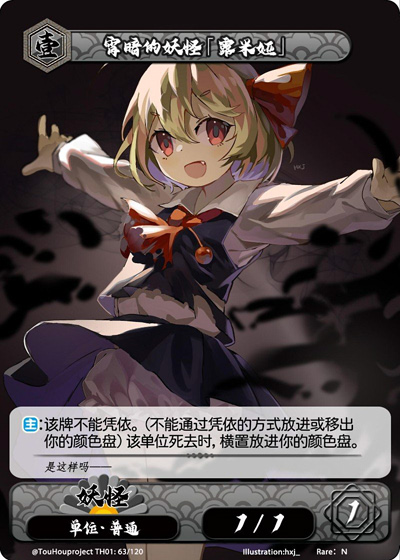 壹
宵暗的妖怪「露米娅」
主:该牌不能凭依。(不能通过凭依的方式放进或移出
你的颜色盘) 该单位死去时, 横置放进你的颜色盘。
是这样吗——
妖怪
单位·普通
1 / 1
1
@TouHouproject TH01: 63/120
Illustration:hxj_
Rare: N